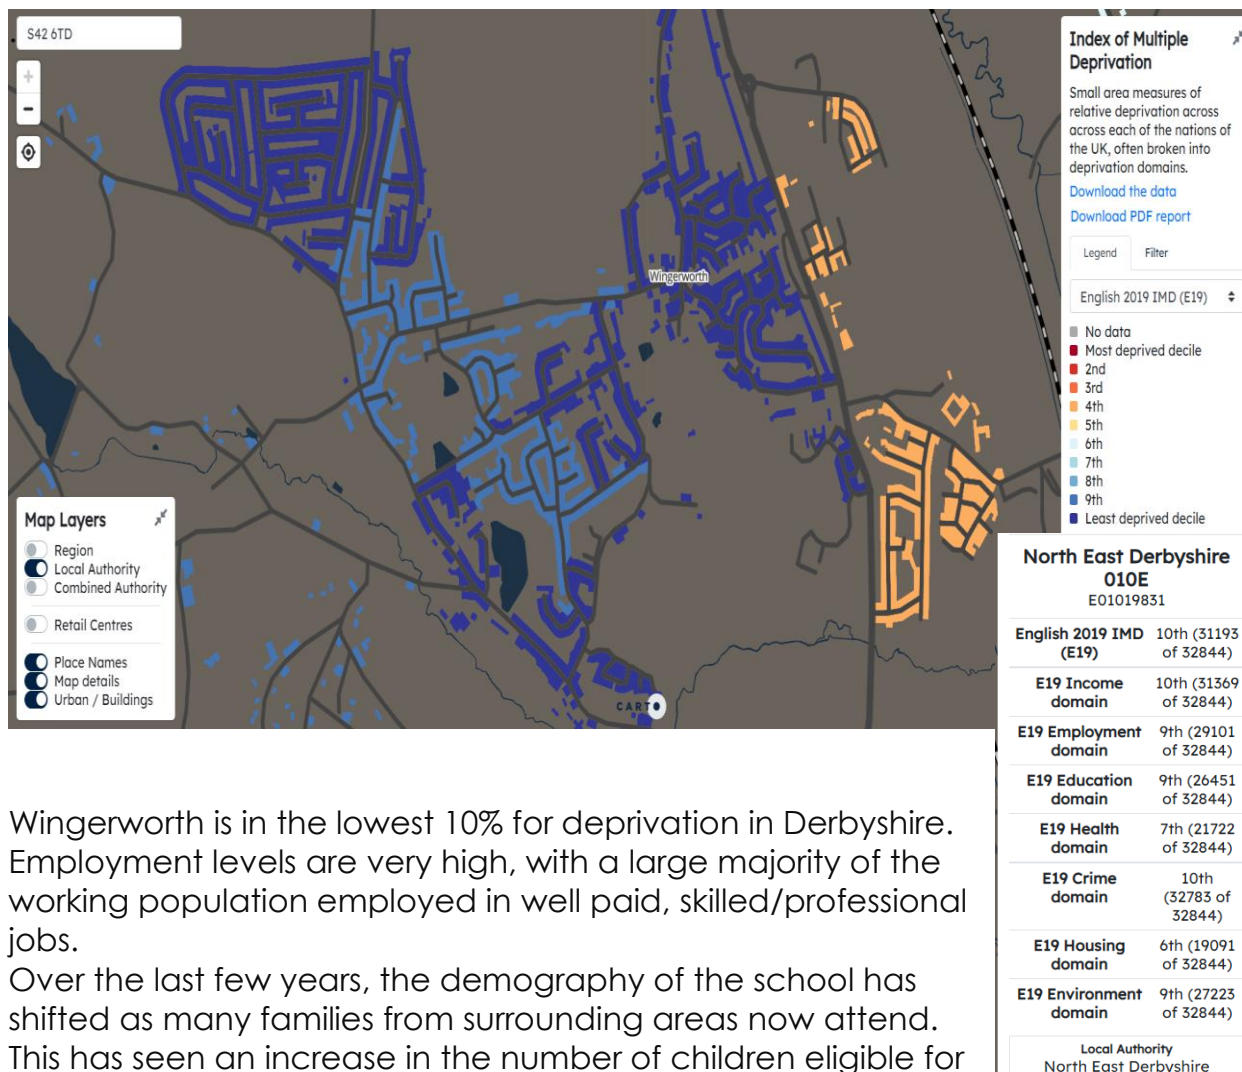 S42 6TD
Index of Multiple
Deprivation
Small area measures of
relative deprivation across
across each of the nations of
the UK, often broken into
deprivation domains.
Download the data
Download PDF report
Legend Filter
English 2019 IMD (E19)
No data
Most deprived decile
2nd
3rd
4th
5th
6th
7th
8th
9th
Least deprived decile
Wingerworth
Map Layers
Region
Local Authority
Combined Authority
Retail Centres
Place Names
Map details
Urban / Buildings
CARTO
North East Derbyshire
010E
E01019831
English 2019 IMD 10th (31193
(E19) of 32844)
E19 Income 10th (31369
domain of 32844)
E19 Employment 9th (29101
domain of 32844)
E19 Education 9th (26451
domain of 32844)
E19 Health 7th (21722
domain of 32844)
E19 Crime 10th
domain (32783 of
32844)
E19 Housing 6th (19091
domain of 32844)
E19 Environment 9th (27223
domain of 32844)
Local Authority
North East Derbyshire
Wingerworth is in the lowest 10% for deprivation in Derbyshire.
Employment levels are very high, with a large majority of the
working population employed in well paid, skilled/professional
jobs.
Over the last few years, the demography of the school has
shifted as many families from surrounding areas now attend.
This has seen an increase in the number of children eligible for